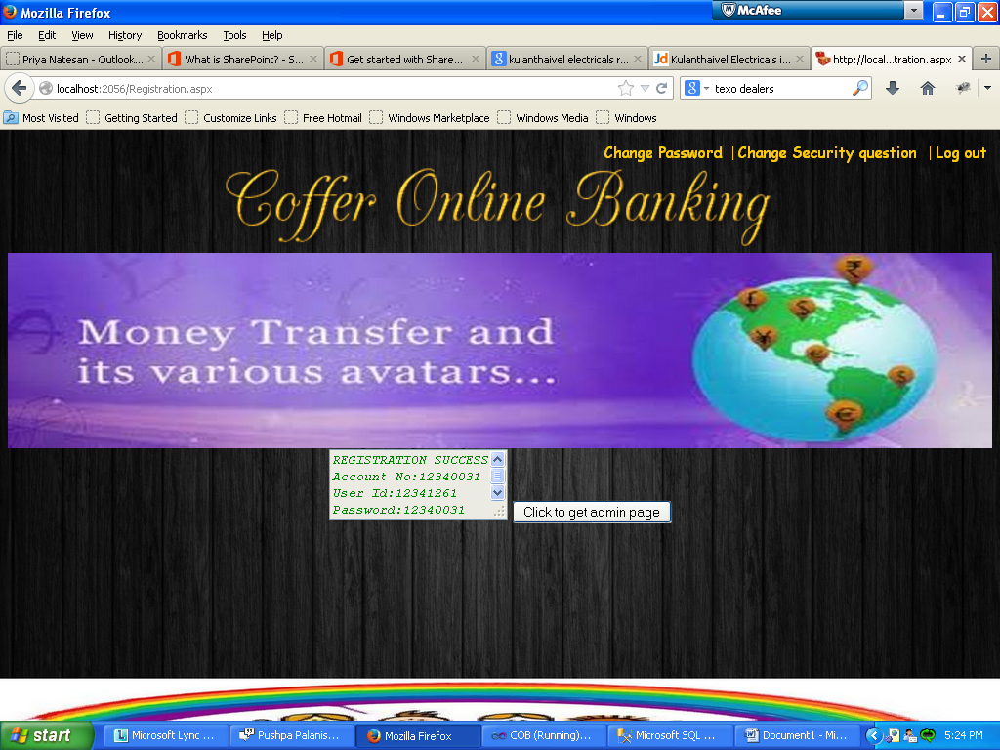 Mozilla Firefox
McAfee
File Edit View History Bookmarks Tools Help
Priya Natesan - Outlook... What is SharePoint? - S... Get started with Share... kulanthaivel electricals r... Kulanthaivel Electricals i... http://local...tration.aspx
localhost:2056/Registration.aspx texo dealers
Most Visited Getting Started Customize Links Free Hotmail Windows Marketplace Windows Media Windows
Change Password |Change Security question |Log out
Coffer Online Banking
Money Transfer and
its various avatars...
REGISTRATION SUCCESS
Account No:12340031
User Id:12341261
Password:12340031
Click to get admin page
start Microsoft Lync ... Pushpa Palanis... Mozilla Firefox COB (Running)... Microsoft SQL ... Document1 - Mi... 5:24 PM